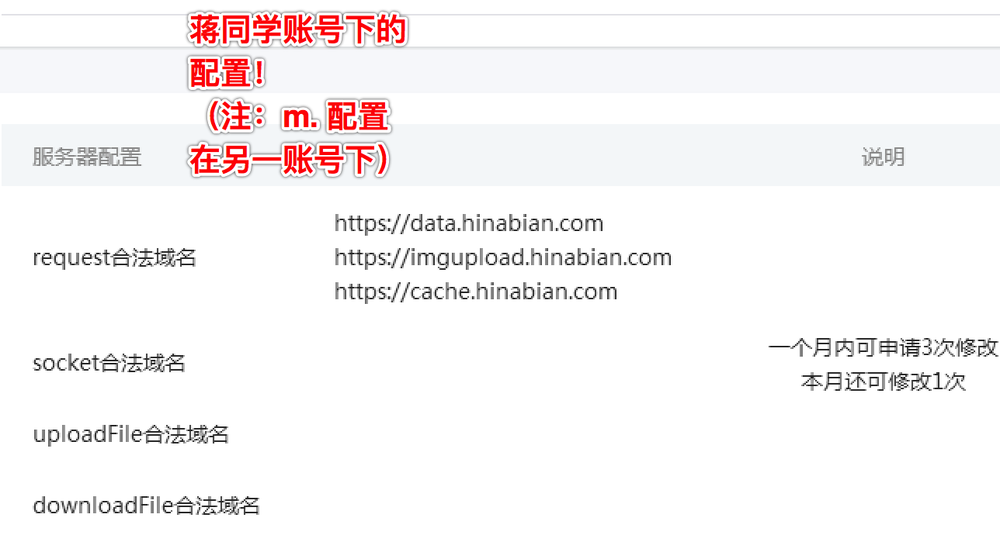 蒋同学账号下的
配置！
（注：m. 配置
在另一账号下）
服务器配置
说明
request合法域名
https://data.hinabian.com
https://imgupload.hinabian.com
https://cache.hinabian.com
socket合法域名
一个月内可申请3次修改
本月还可修改1次
uploadFile合法域名
downloadFile合法域名